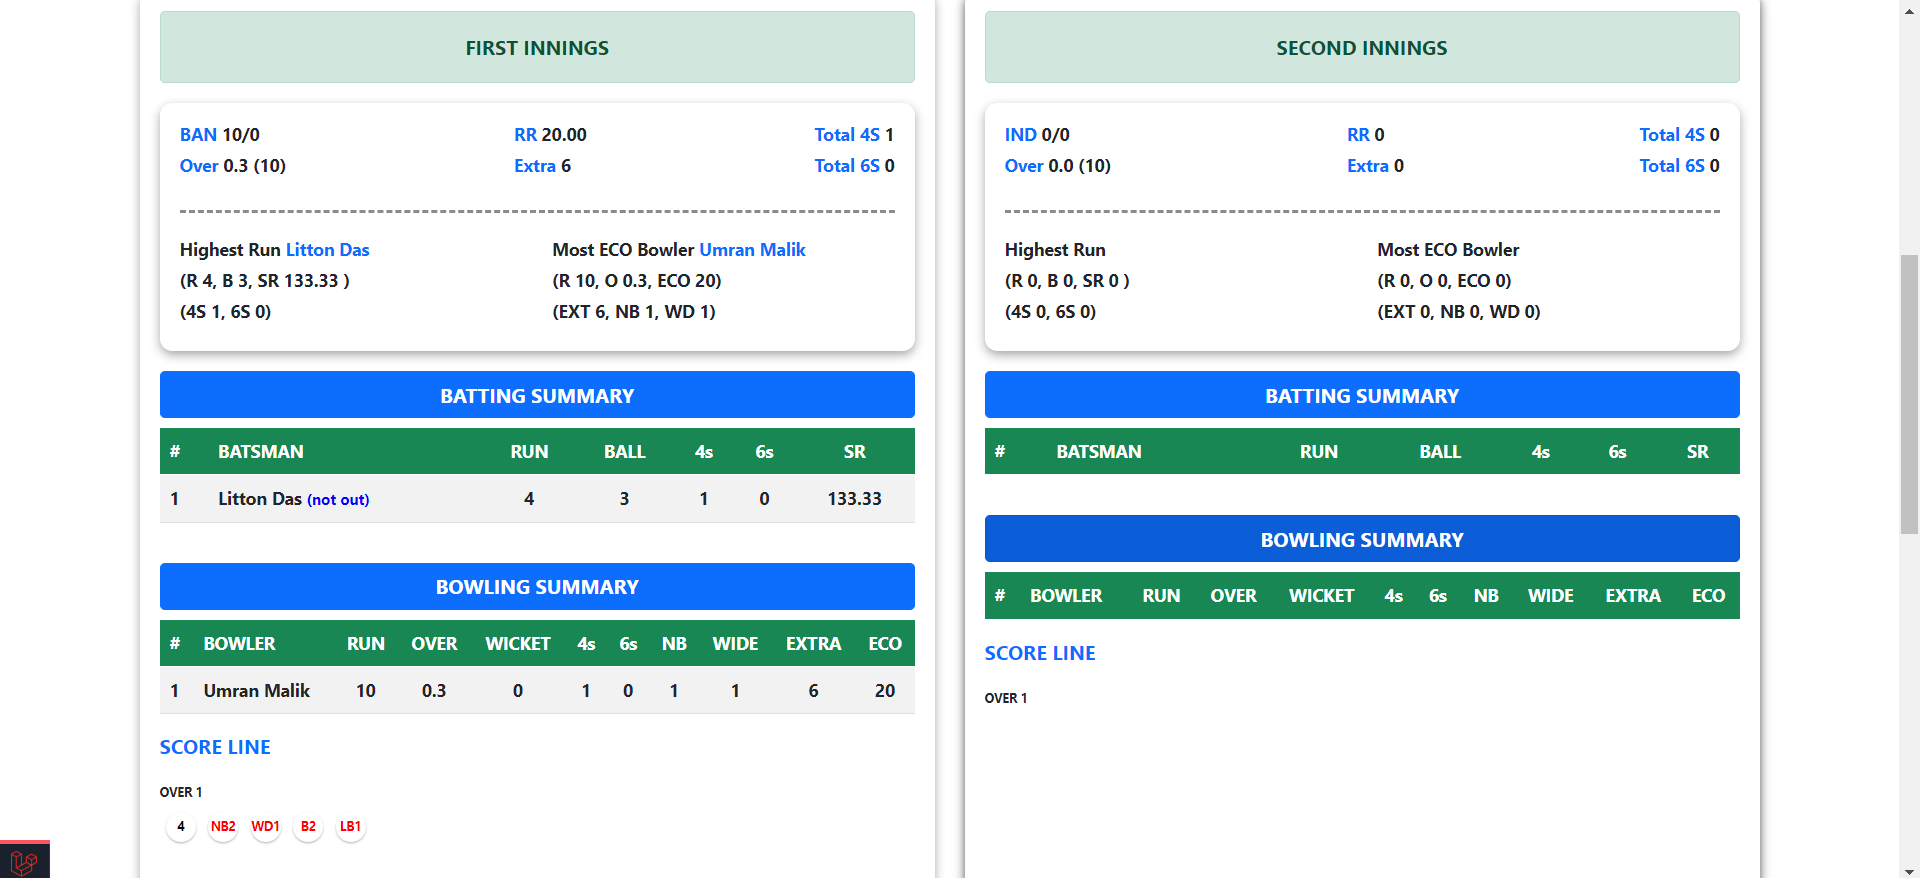 FIRST INNINGS
BAN 10/0 RR 20.00 Total 4S 1
Over 0.3 (10) Extra 6 Total 6S 0
Highest Run Litton Das Most ECO Bowler Umran Malik
(R 4, B 3, SR 133.33 ) (R 10, O 0.3, ECO 20)
(4S 1, 6S 0) (EXT 6, NB 1, WD 1)
BATTING SUMMARY
# BATSMAN RUN BALL 4s 6s SR
1 Litton Das (not out) 4 3 1 0 133.33
BOWLING SUMMARY
# BOWLER RUN OVER WICKET 4s 6s NB WIDE EXTRA ECO
1 Umran Malik 10 0.3 0 1 0 1 1 6 20
SCORE LINE
OVER 1
4 NB2 WD1 B2 LB1
SECOND INNINGS
IND 0/0 RR 0 Total 4S 0
Over 0.0 (10) Extra 0 Total 6S 0
Highest Run Most ECO Bowler
(R 0, B 0, SR 0 ) (R 0, O 0, ECO 0)
(4S 0, 6S 0) (EXT 0, NB 0, WD 0)
BATTING SUMMARY
# BATSMAN RUN BALL 4s 6s SR
BOWLING SUMMARY
# BOWLER RUN OVER WICKET 4s 6s NB WIDE EXTRA ECO
SCORE LINE
OVER 1